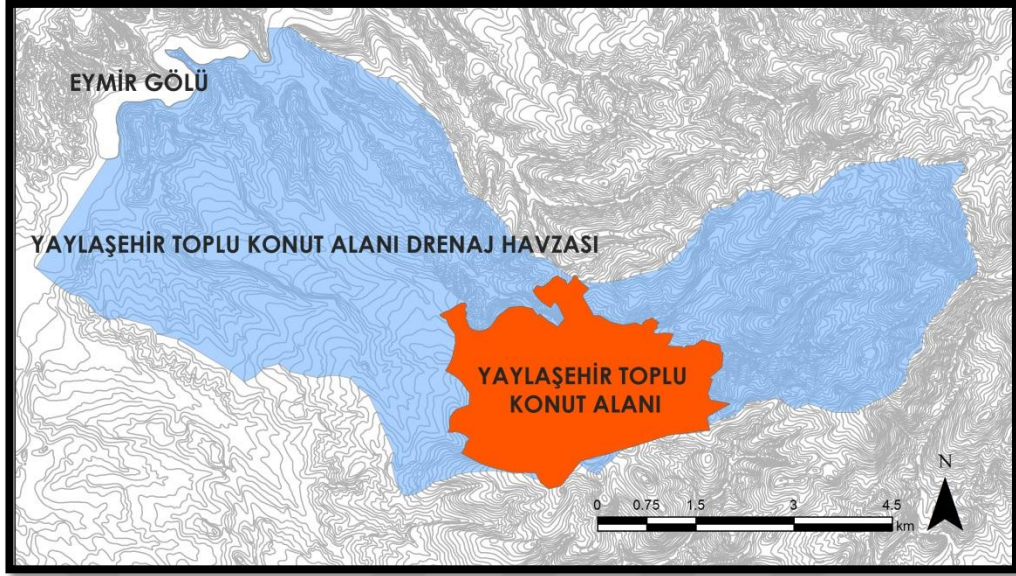 EYMİR GÖLÜ
YAYLAŞEHİR TOPLU KONUT ALANI DRENAJ HAVZASI
YAYLAŞEHİR TOPLU
KONUT ALANI
N
0 0.75 1.5 3 4.5
km